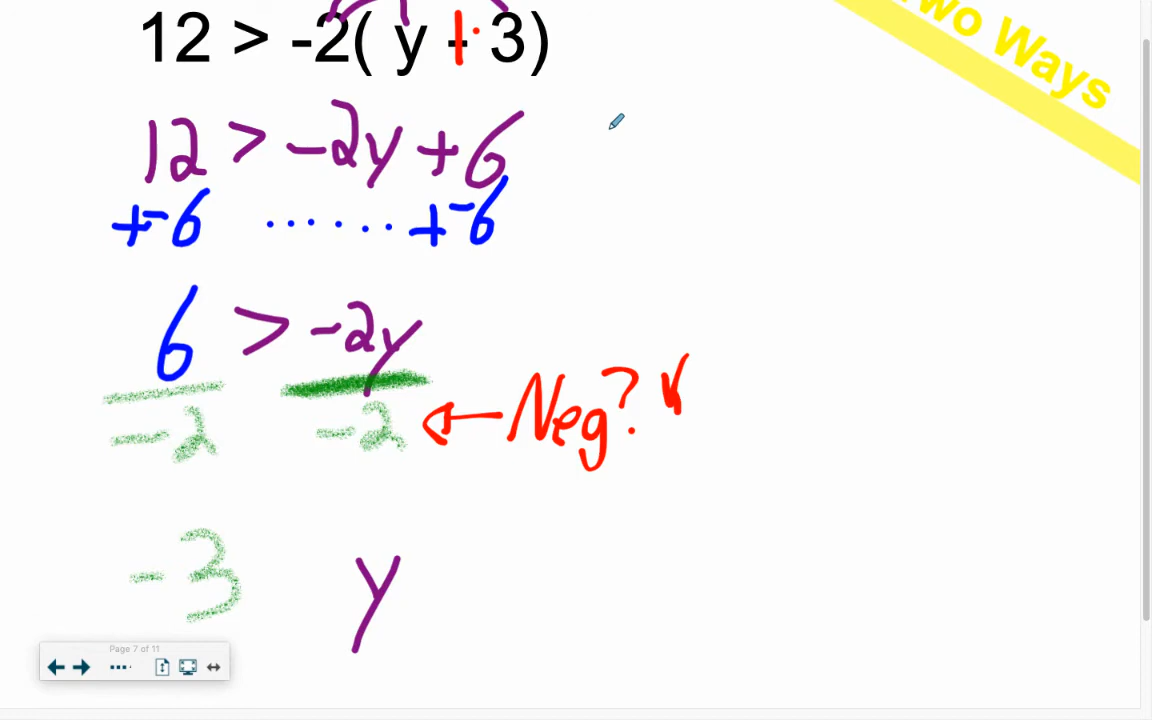 Two Ways
12 > -2( y +- 3)
12 > -2y + 6
+-6 ...... +-6
6 > -2y
-2 -2 ← Neg?
-3 y
Page 7 of 11